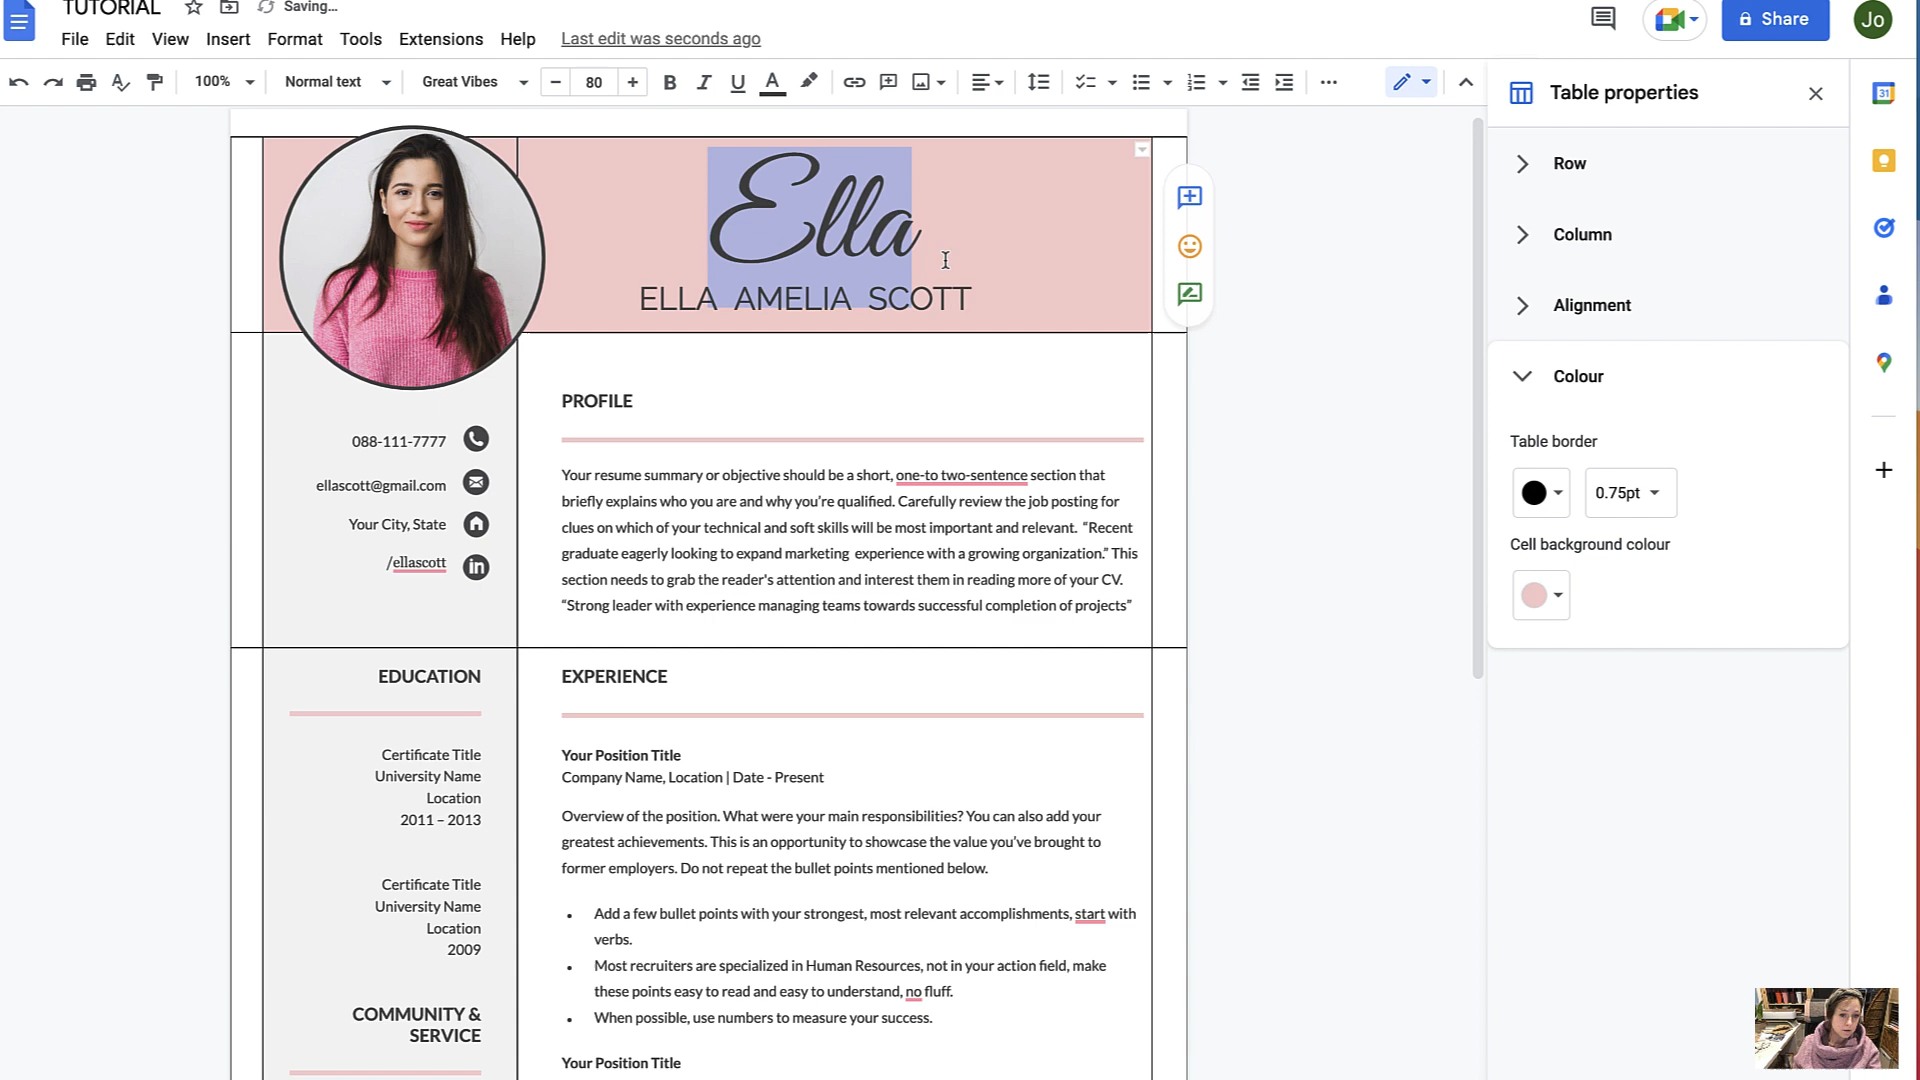 TUTORIAL
Saving...
File Edit View Insert Format Tools Extensions Help Last edit was seconds ago
Share
Jo
100% Normal text Great Vibes 80 B I U A
Ella
ELLA AMELIA SCOTT
088-111-7777
ellascott@gmail.com
Your City, State
/ellascott
in
PROFILE
Your resume summary or objective should be a short, one-to two-sentence section that
briefly explains who you are and why you're qualified. Carefully review the job posting for
clues on which of your technical and soft skills will be most important and relevant. “Recent
graduate eagerly looking to expand marketing experience with a growing organization.” This
section needs to grab the reader's attention and interest them in reading more of your CV.
“Strong leader with experience managing teams towards successful completion of projects”
EDUCATION
Certificate Title
University Name
Location
2011 – 2013
Certificate Title
University Name
Location
2009
COMMUNITY &
SERVICE
EXPERIENCE
Your Position Title
Company Name, Location | Date - Present
Overview of the position. What were your main responsibilities? You can also add your
greatest achievements. This is an opportunity to showcase the value you've brought to
former employers. Do not repeat the bullet points mentioned below.
• Add a few bullet points with your strongest, most relevant accomplishments, start with
verbs.
• Most recruiters are specialized in Human Resources, not in your action field, make
these points easy to read and easy to understand, no fluff.
• When possible, use numbers to measure your success.
Your Position Title
Table properties
Row
Column
Alignment
Colour
Table border
0.75pt
Cell background colour
31